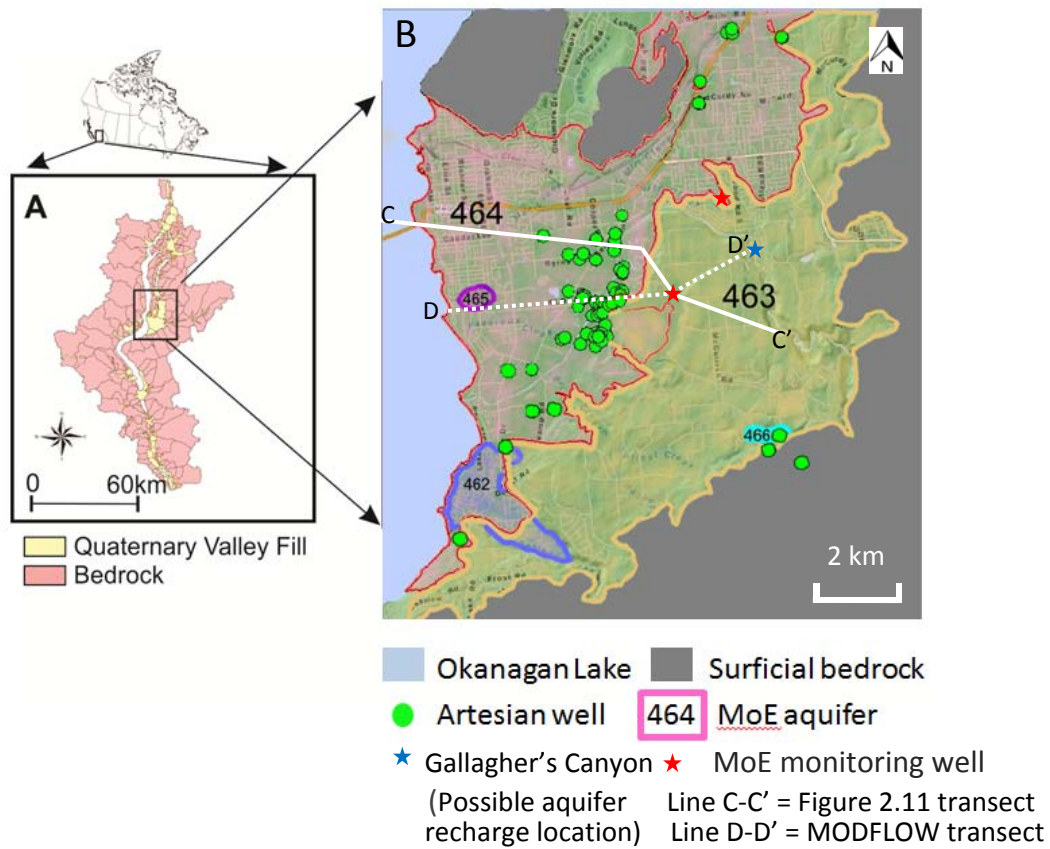 A
0 60km
Quaternary Valley Fill
Bedrock
B
N
C
464
D'
465
D
463
C'
466
462
2 km
Okanagan Lake Surficial bedrock
Artesian well 464 MoE aquifer
Gallagher's Canyon MoE monitoring well
(Possible aquifer Line C-C' = Figure 2.11 transect
recharge location) Line D-D' = MODFLOW transect